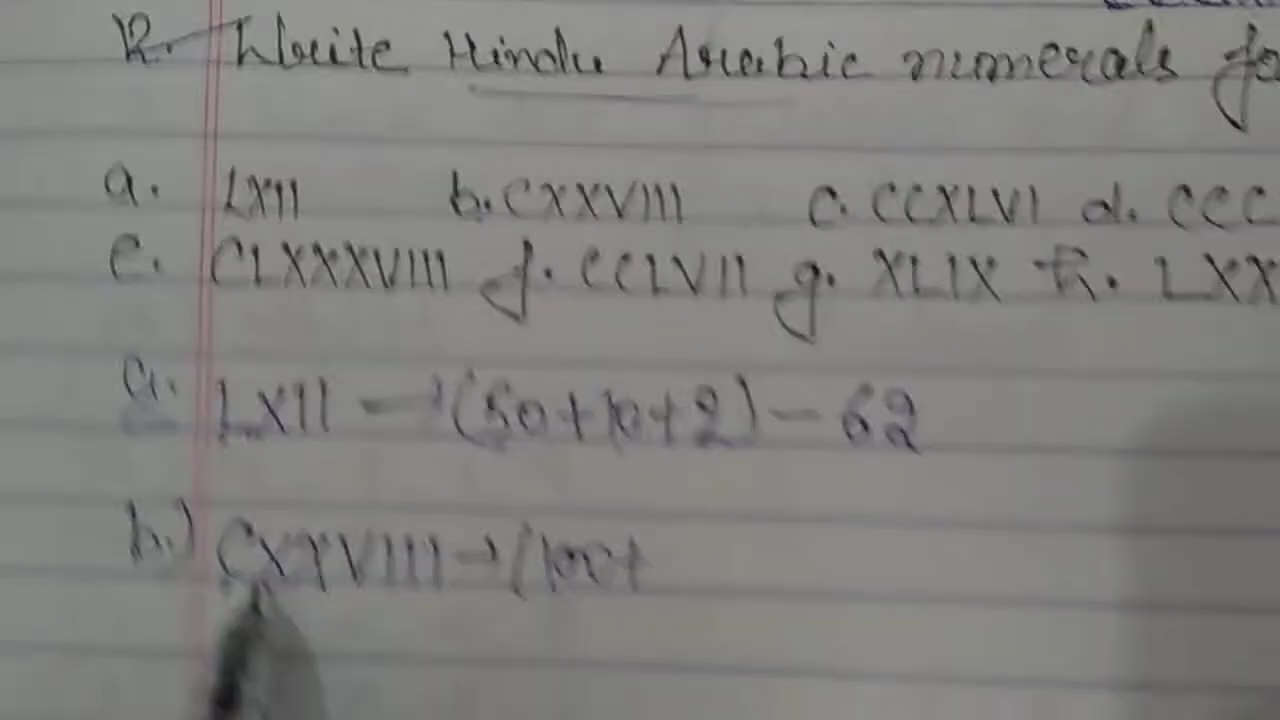 12. Write Hindu Arabic numerals fo
a. LXII b. CXXVIII c. CCXLVI d. CCC
e. CLXXXVIII f. CCLVII g. XLIX h. LXX
a. LXII → (50+10+2) - 62
b.) CXXVIII → (100+